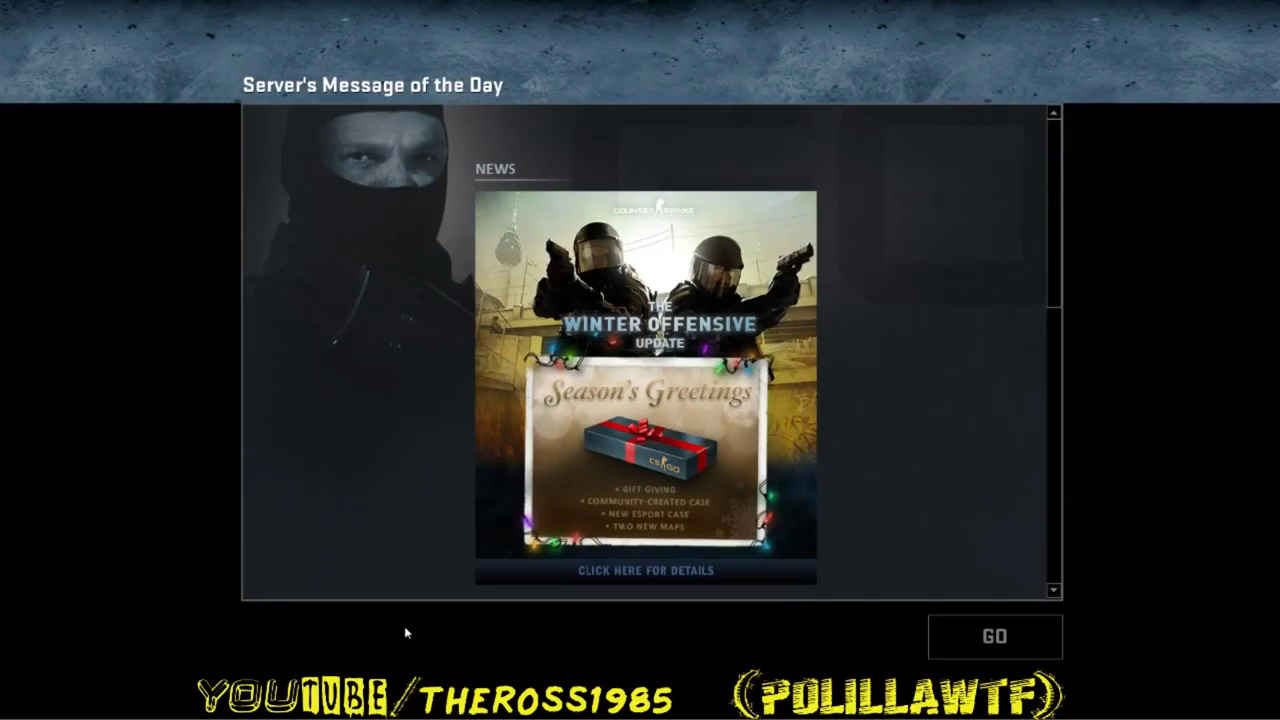 Server's Message of the Day
NEWS
COUNTER STRIKE
THE
WINTER OFFENSIVE
UPDATE
Season's Greetings
CS GO
• GIFT GIVING
• COMMUNITY-CREATED CASE
• NEW ESPORT CASE
• TWO NEW MAPS
CLICK HERE FOR DETAILS
GO
YOUTUBE/THEROSS1985 (POLILLAWTF)